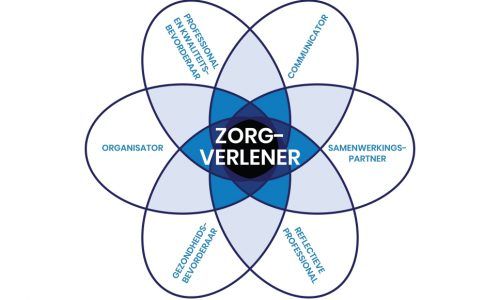 PROFESSIONAL
EN KWALITEITS-
BEVORDERAAR
COMMUNICATOR
ORGANISATOR
ZORG-
VERLENER
SAMENWERKINGS-
PARTNER
GEZONDHEIDS-
BEVORDERAAR
REFLECTIEVE
PROFESSIONAL